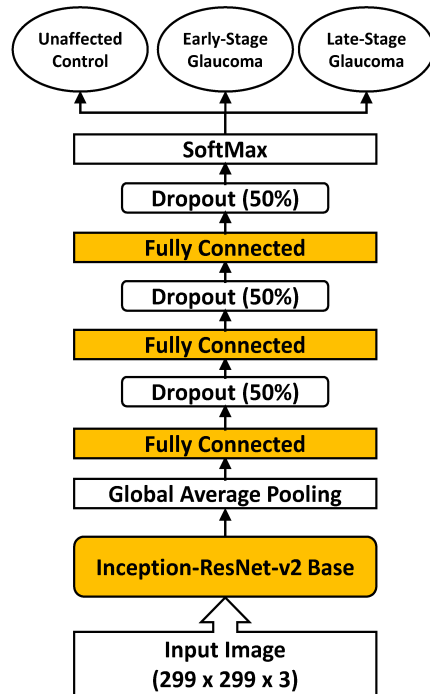 Unaffected
Control
Early-Stage
Glaucoma
Late-Stage
Glaucoma
SoftMax
Dropout (50%)
Fully Connected
Dropout (50%)
Fully Connected
Dropout (50%)
Fully Connected
Global Average Pooling
Inception-ResNet-v2 Base
Input Image
(299 x 299 x 3)